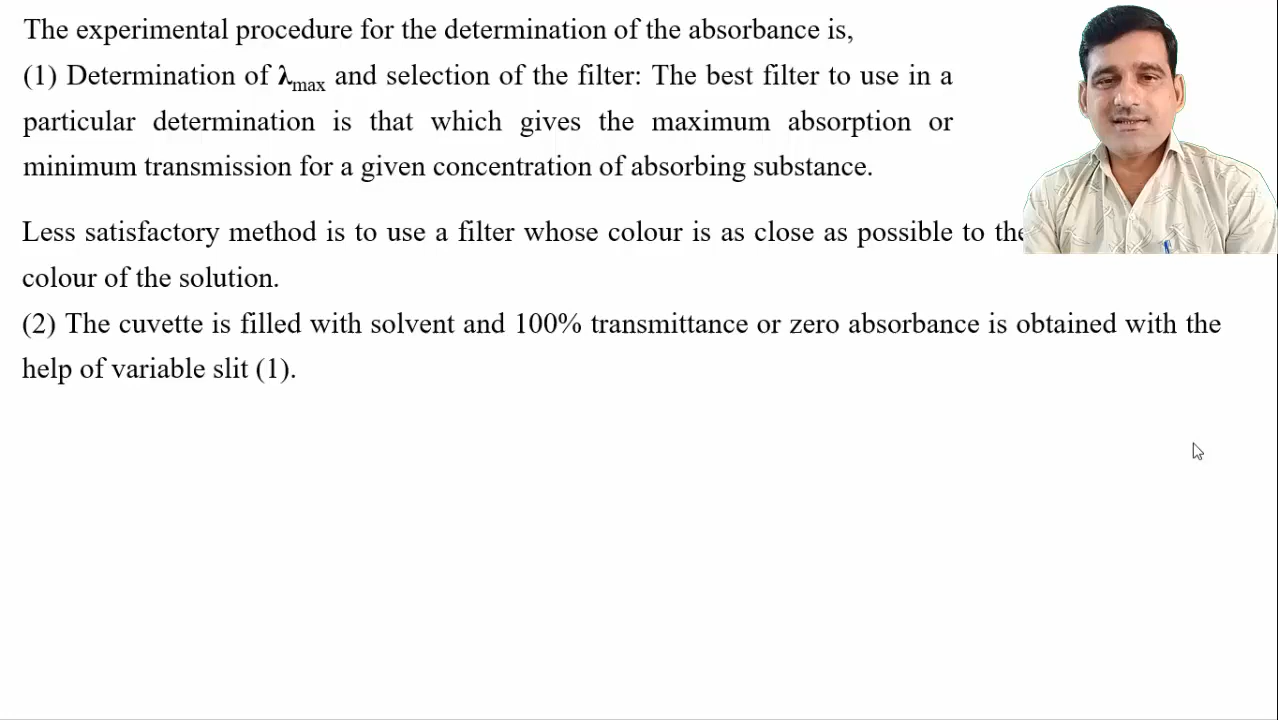 The experimental procedure for the determination of the absorbance is,
(1) Determination of λmax and selection of the filter: The best filter to use in a
particular determination is that which gives the maximum absorption or
minimum transmission for a given concentration of absorbing substance.
Less satisfactory method is to use a filter whose colour is as close as possible to the
colour of the solution.
(2) The cuvette is filled with solvent and 100% transmittance or zero absorbance is obtained with the
help of variable slit (1).